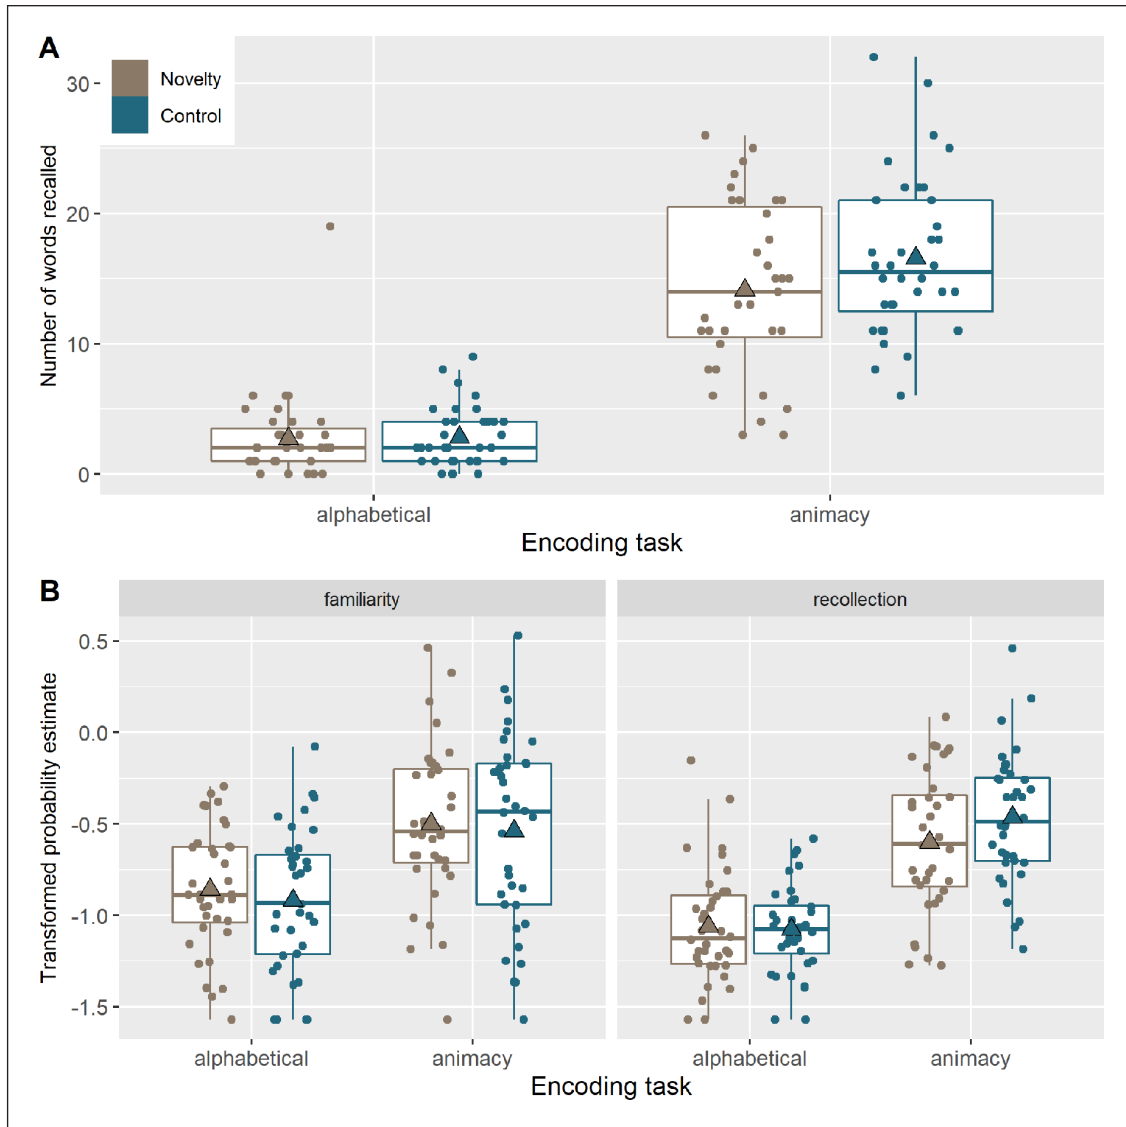 A
Novelty
Control
Number of words recalled
30
20
10
0
alphabetical
animacy
Encoding task
B
familiarity
recollection
Transformed probability estimate
0.5
0.0
-0.5
-1.0
-1.5
alphabetical
animacy
alphabetical
animacy
Encoding task